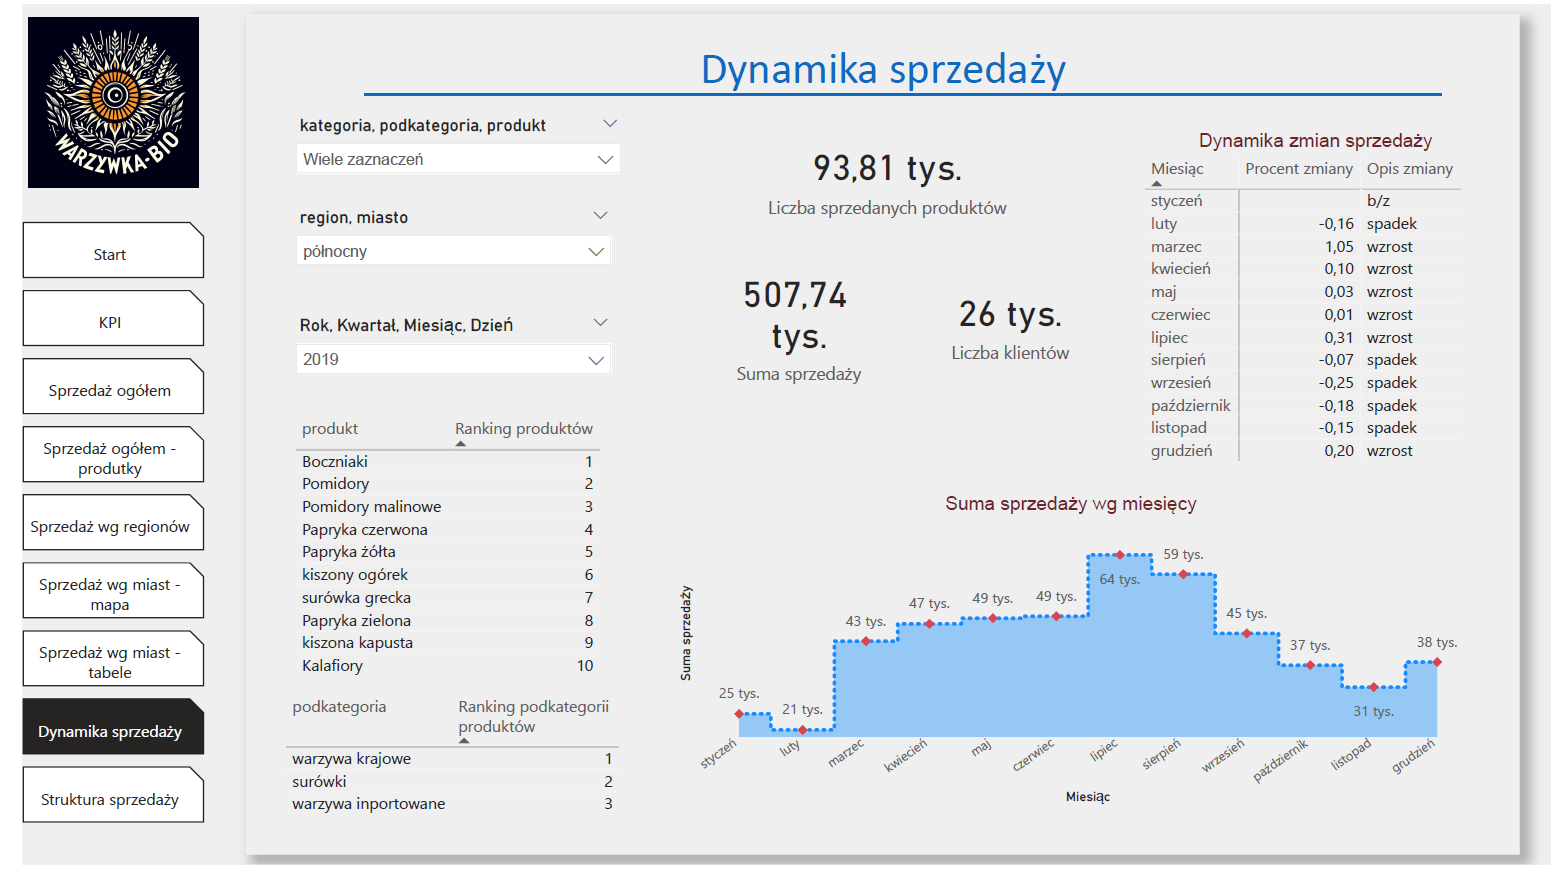 WARZYWKA-BIO
Start
KPI
Sprzedaż ogółem
Sprzedaż ogółem -
produtky
Sprzedaż wg regionów
Sprzedaż wg miast -
mapa
Sprzedaż wg miast -
tabele
Dynamika sprzedaży
Struktura sprzedaży
Dynamika sprzedaży
kategoria, podkategoria, produkt
Wiele zaznaczeń
region, miasto
północny
Rok, Kwartał, Miesiąc, Dzień
2019
produkt Ranking produktów
Boczniaki 1
Pomidory 2
Pomidory malinowe 3
Papryka czerwona 4
Papryka żółta 5
kiszony ogórek 6
surówka grecka 7
Papryka zielona 8
kiszona kapusta 9
Kalafiory 10
podkategoria Ranking podkategorii
produktów
warzywa krajowe 1
surówki 2
warzywa inportowane 3
93,81 tys.
Liczba sprzedanych produktów
507,74
tys.
Suma sprzedaży
26 tys.
Liczba klientów
Dynamika zmian sprzedaży
Miesiąc Procent zmiany Opis zmiany
styczeń b/z
luty -0,16 spadek
marzec 1,05 wzrost
kwiecień 0,10 wzrost
maj 0,03 wzrost
czerwiec 0,01 wzrost
lipiec 0,31 wzrost
sierpień -0,07 spadek
wrzesień -0,25 spadek
październik -0,18 spadek
listopad -0,15 spadek
grudzień 0,20 wzrost
Suma sprzedaży wg miesięcy
Suma sprzedaży
25 tys.
21 tys.
43 tys.
47 tys.
49 tys.
49 tys.
64 tys.
59 tys.
45 tys.
37 tys.
31 tys.
38 tys.
styczeń
luty
marzec
kwiecień
maj
czerwiec
lipiec
sierpień
wrzesień
październik
listopad
grudzień
Miesiąc